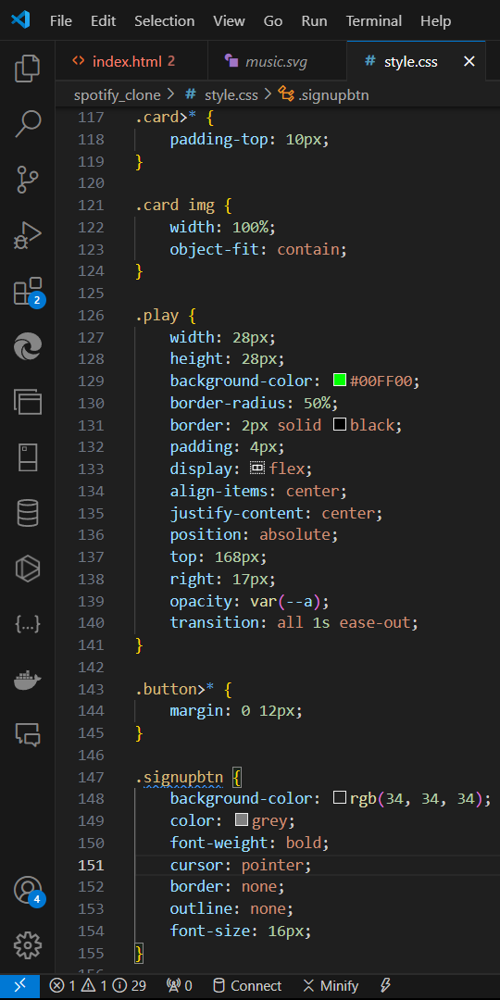 File Edit Selection View Go Run Terminal Help
index.html 2 music.svg # style.css
spotify_clone > # style.css > .signupbtn
117 .card>* {
118 padding-top: 10px;
119 }
120
121 .card img {
122 width: 100%;
123 object-fit: contain;
124 }
125
126 .play {
127 width: 28px;
128 height: 28px;
129 background-color: #00FF00;
130 border-radius: 50%;
131 border: 2px solid black;
132 padding: 4px;
133 display: flex;
134 align-items: center;
135 justify-content: center;
136 position: absolute;
137 top: 168px;
138 right: 17px;
139 opacity: var(--a);
140 transition: all 1s ease-out;
141 }
142
143 .button>* {
144 margin: 0 12px;
145 }
146
147 .signupbtn {
148 background-color: rgb(34, 34, 34);
149 color: grey;
150 font-weight: bold;
151 cursor: pointer;
152 border: none;
153 outline: none;
154 font-size: 16px;
155 }
2
4
1 1 29 0 Connect Minify